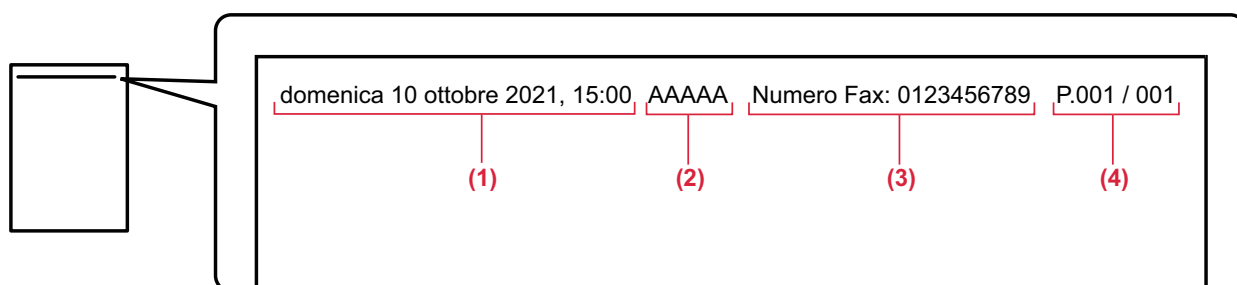 domenica 10 ottobre 2021, 15:00 AAAAA Numero Fax: 0123456789 P.001 / 001
(1) (2) (3) (4)